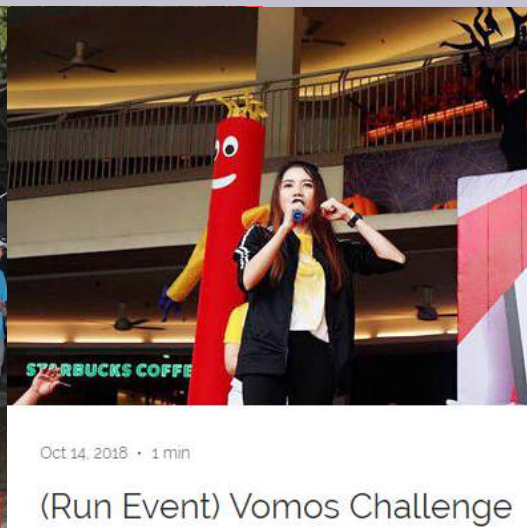 STARBUCKS COFFE
Oct 14, 2018 · 1 min
(Run Event) Vomos Challenge